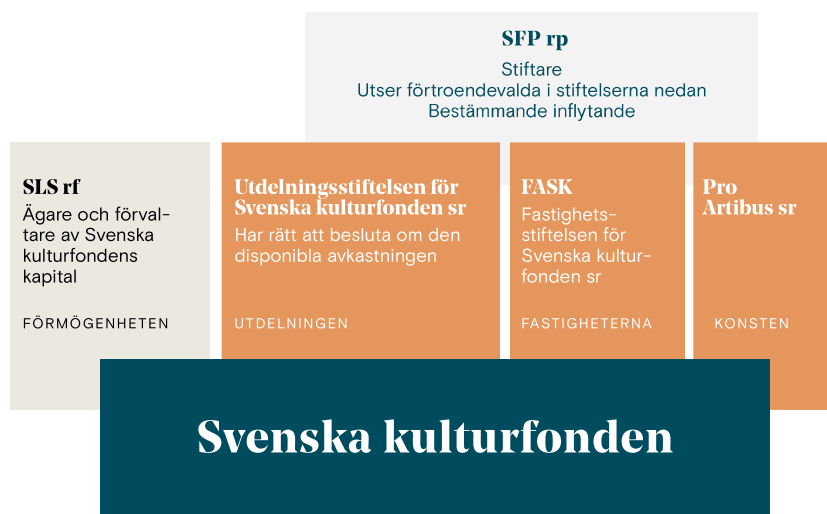 SFP rp
Stiftare
Utser förtroendevalda i stiftelserna nedan
Bestämmande inflytande
SLS rf
Ägare och förval–
tare av Svenska
kulturfondens
kapital
FÖRMÖGENHETEN
Utdelningsstiftelsen för
Svenska kulturfonden sr
Har rätt att besluta om den
disponibla avkastningen
UTDELNINGEN
FASK
Fastighets–
stiftelsen för
Svenska kultur–
fonden sr
FASTIGHETERNA
Pro
Artibus sr
KONSTEN
Svenska kulturfonden